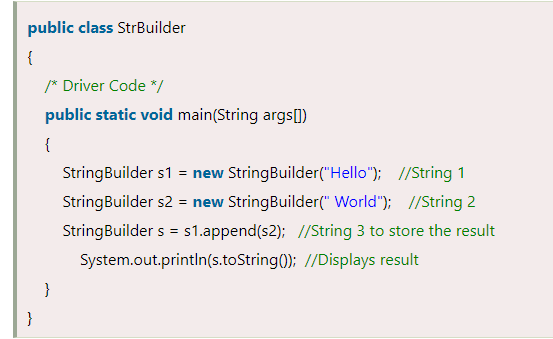 public class StrBuilder
{
/* Driver Code */
public static void main(String args[])
{
StringBuilder s1 = new StringBuilder("Hello");    //String 1
StringBuilder s2 = new StringBuilder(" World");    //String 2
StringBuilder s = s1.append(s2);   //String 3 to store the result
System.out.println(s.toString());  //Displays result
}
}